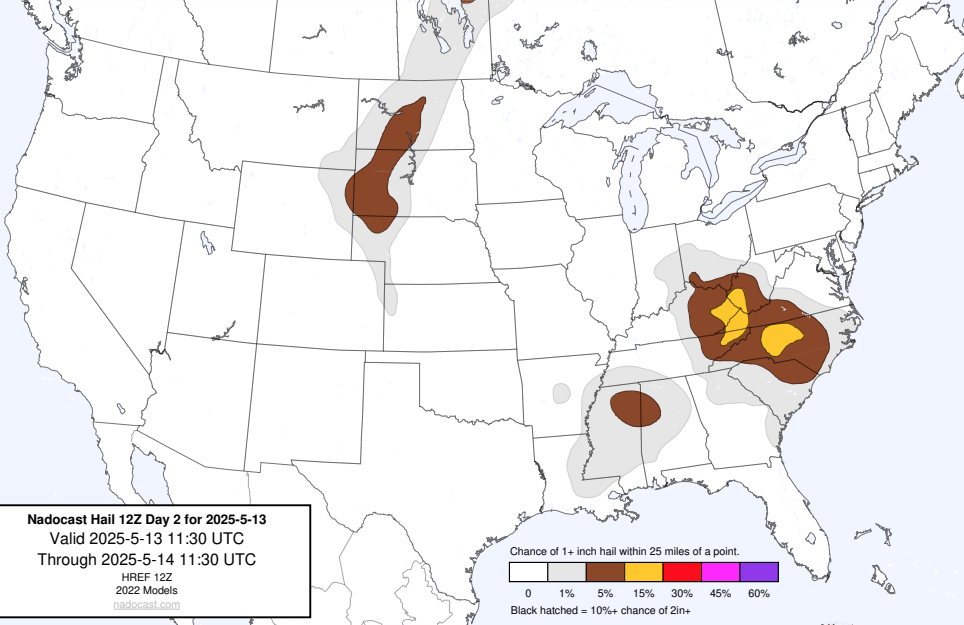 Nadocast Hail 12Z Day 2 for 2025-5-13
Valid 2025-5-13 11:30 UTC
Through 2025-5-14 11:30 UTC
HREF 12Z
2022 Models
nadocast.com
Chance of 1+ inch hail within 25 miles of a point.
0 1% 5% 15% 30% 45% 60%
Black hatched = 10%+ chance of 2in+